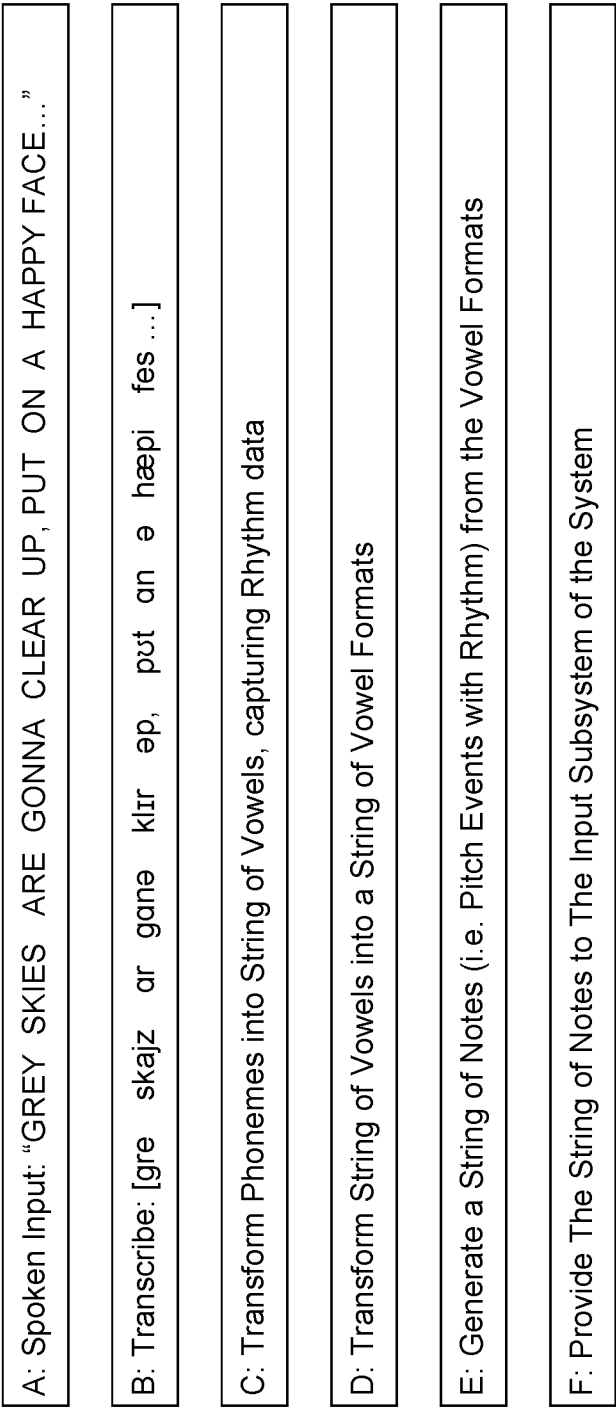 A: Spoken Input: “GREY SKIES ARE GONNA CLEAR UP, PUT ON A HAPPY FACE...”
B: Transcribe: [gre skajz ɑr gɑnə klɪr əp, pʊt ɑn ə hæpi fes ...]
C: Transform Phonemes into String of Vowels, capturing Rhythm data
D: Transform String of Vowels into a String of Vowel Formats
E: Generate a String of Notes (i.e. Pitch Events with Rhythm) from the Vowel Formats
F: Provide The String of Notes to The Input Subsystem of the System